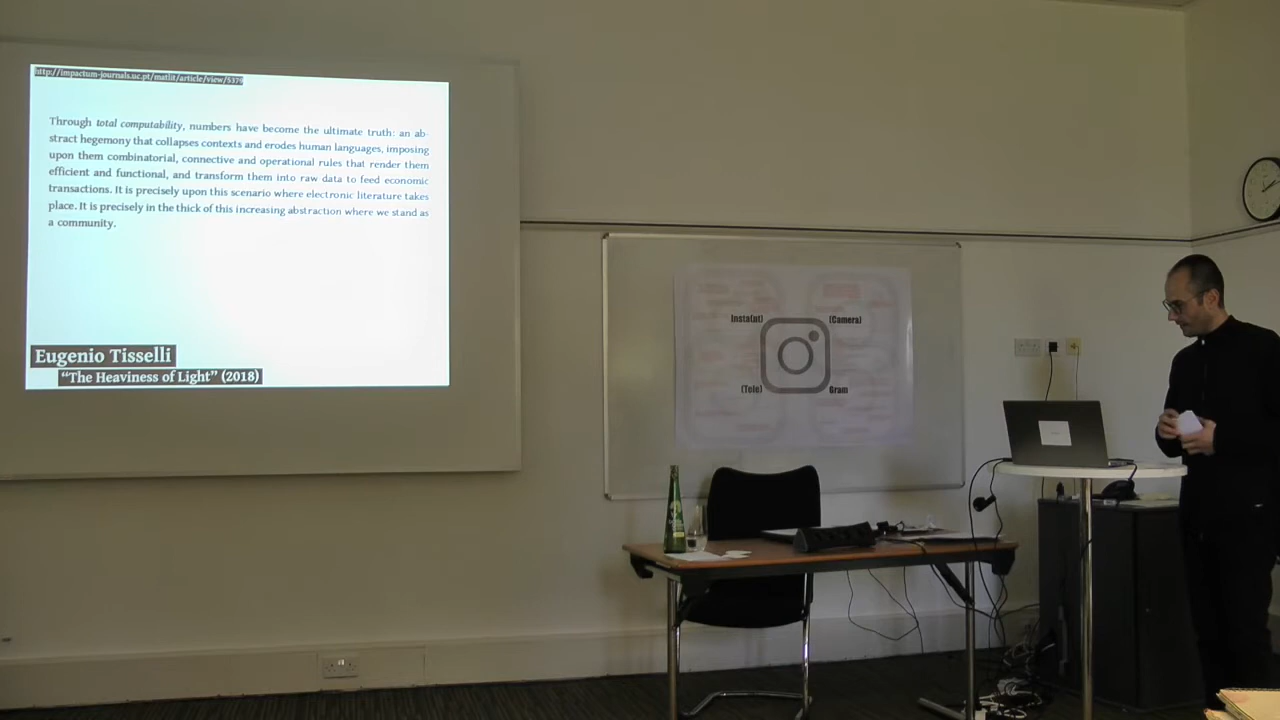 http://impactum-journals.uc.pt/matlit/article/view/5379
Through total computability, numbers have become the ultimate truth: an ab-
stract hegemony that collapses contexts and erodes human languages, imposing
upon them combinatorial, connective and operational rules that render them
efficient and functional, and transform them into raw data to feed economic
transactions. It is precisely upon this scenario where electronic literature takes
place. It is precisely in the thick of this increasing abstraction where we stand as
a community.
Eugenio Tisselli
“The Heaviness of Light” (2018)
Insta(nt)
(Camera)
(Tele)
Gram